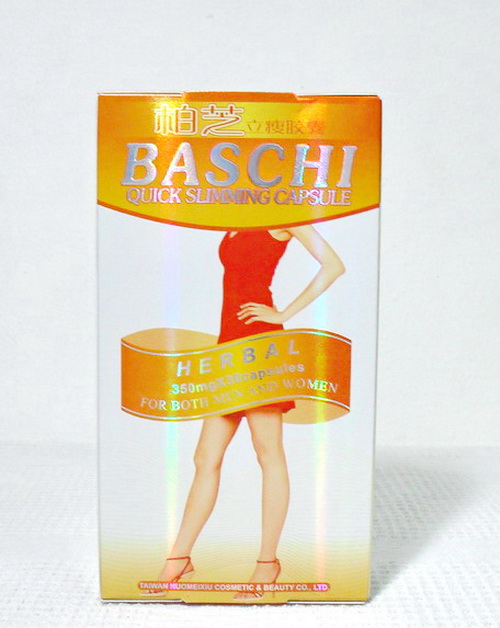 柏芝立瘦胶囊
BASCHI
QUICK SLIMMING CAPSULE
HERBAL
350mgX30capsules
FOR BOTH MEN AND WOMEN
TAIWAN NUOMEIXIU COSMETIC & BEAUTY CO., LTD